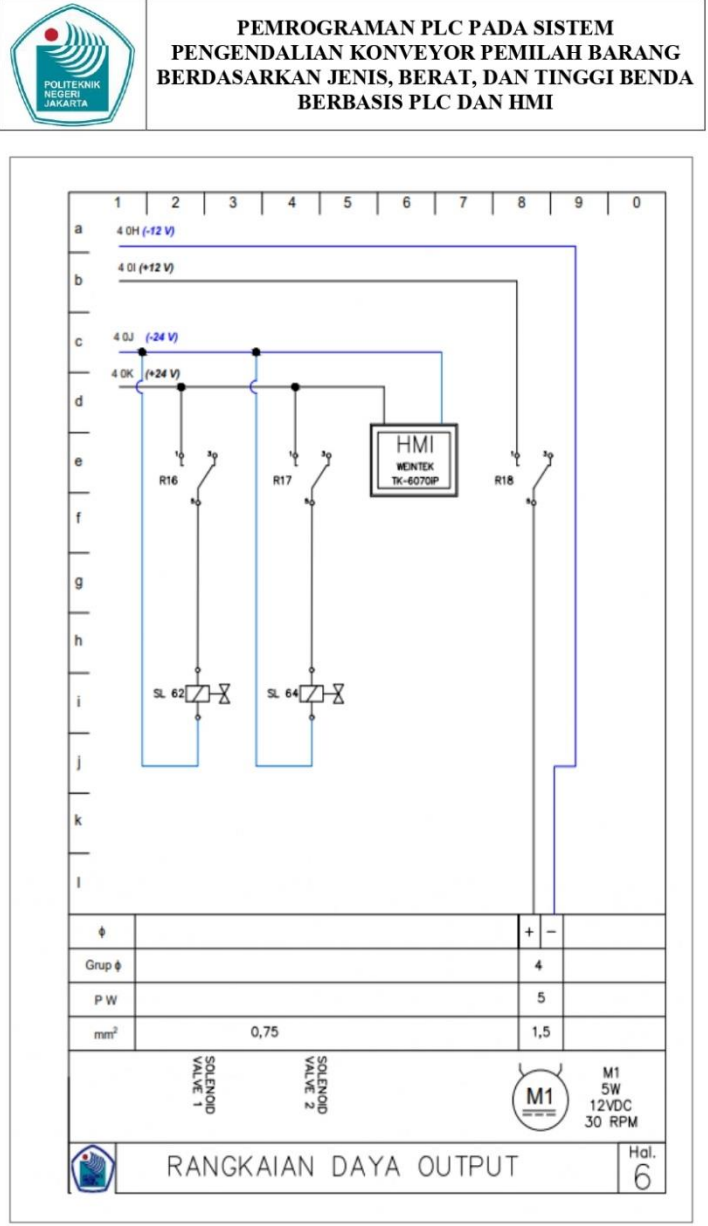 POLITEKNIK
NEGERI
JAKARTA
PEMROGRAMAN PLC PADA SISTEM
PENGENDALIAN KONVEYOR PEMILAH BARANG
BERDASARKAN JENIS, BERAT, DAN TINGGI BENDA
BERBASIS PLC DAN HMI
1 2 3 4 5 6 7 8 9 0
a
4 0H (-12 V)
4 0I (+12 V)
b
4 0J (-24 V)
c
4 0K (+24 V)
d
HMI
WEINTEK
TK-6070IP
e
1 3
R16
5
1 3
R17
5
1 3
R18
5
f
g
h
SL 62
SL 64
i
j
k
l
ϕ + −
Grup ϕ 4
P W 5
mm² 0,75 1,5
SOLENOID
VALVE 1
SOLENOID
VALVE 2
M1
M1
5W
12VDC
30 RPM
RANGKAIAN DAYA OUTPUT
Hal.
6